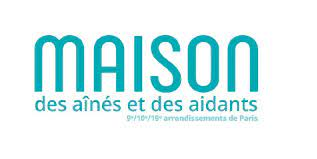 MAISON
des aînés et des aidants
9ᵉ/10ᵉ/19ᵉ arrondissements de Paris